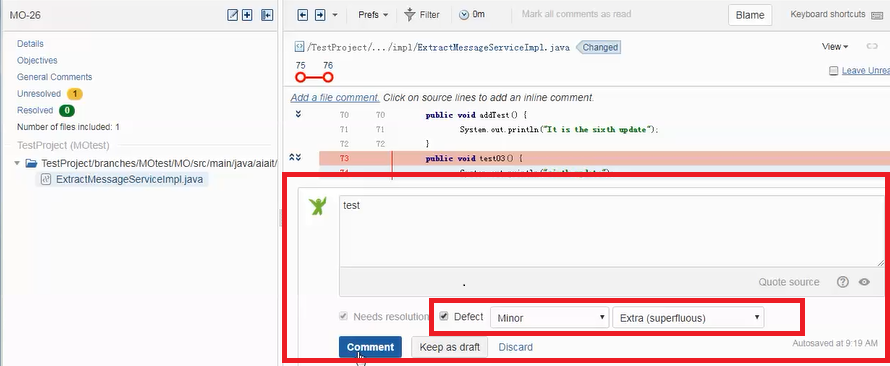 MO-26
Details
Objectives
General Comments
Unresolved 1
Resolved 0
Number of files included: 1
TestProject (MOtest)
TestProject/branches/MOtest/MO/src/main/java/aiait/
ExtractMessageServiceImpl.java
Prefs Filter 0m Mark all comments as read Blame Keyboard shortcuts
/TestProject/.../impl/ExtractMessageServiceImpl.java Changed View
75 76
Leave Unrea
Add a file comment. Click on source lines to add an inline comment.
70 70 public void addTest() {
71 71 System.out.println("It is the sixth update");
72 72 }
73 public void test03() {
test
Quote source
Needs resolution Defect Minor Extra (superfluous)
Comment Keep as draft Discard Autosaved at 9:19 AM